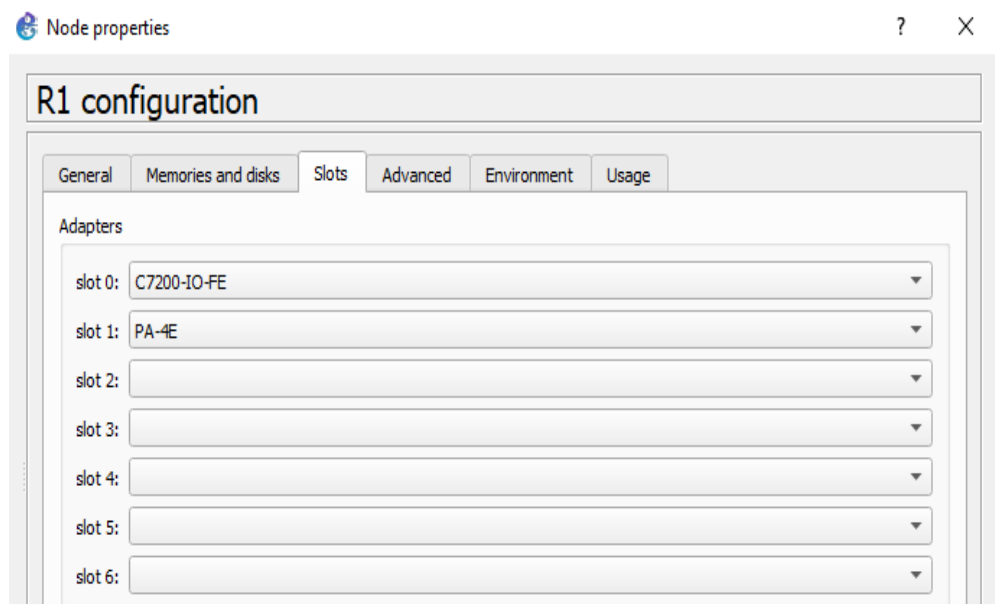 Node properties ? X
R1 configuration
General Memories and disks Slots Advanced Environment Usage
Adapters
slot 0: C7200-IO-FE
slot 1: PA-4E
slot 2:
slot 3:
slot 4:
slot 5:
slot 6: